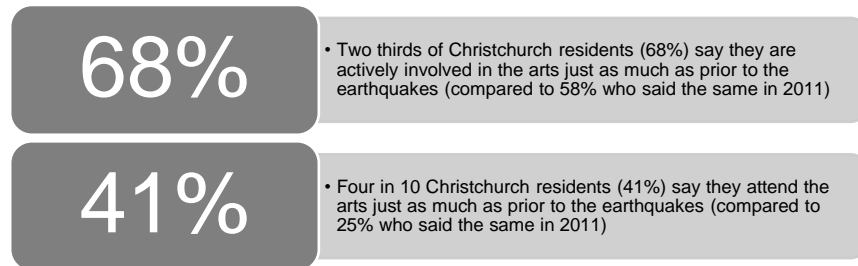 68%
• Two thirds of Christchurch residents (68%) say they are
actively involved in the arts just as much as prior to the
earthquakes (compared to 58% who said the same in 2011)
41%
• Four in 10 Christchurch residents (41%) say they attend the
arts just as much as prior to the earthquakes (compared to
25% who said the same in 2011)